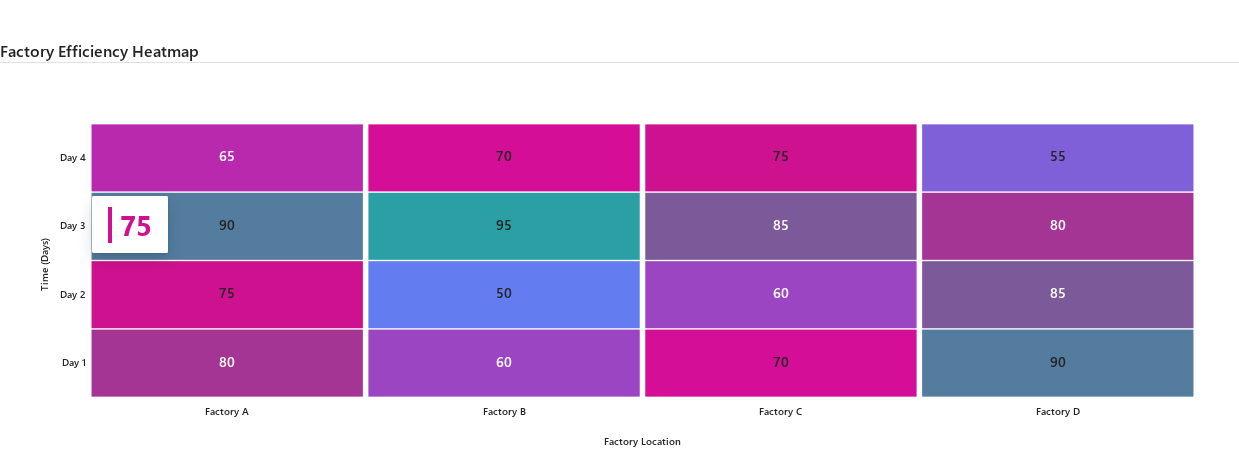 Factory Efficiency Heatmap
Day 4
65
70
75
55
Day 3
75
90
95
85
80
Time (Days)
Day 2
75
50
60
85
Day 1
80
60
70
90
Factory A
Factory B
Factory C
Factory D
Factory Location